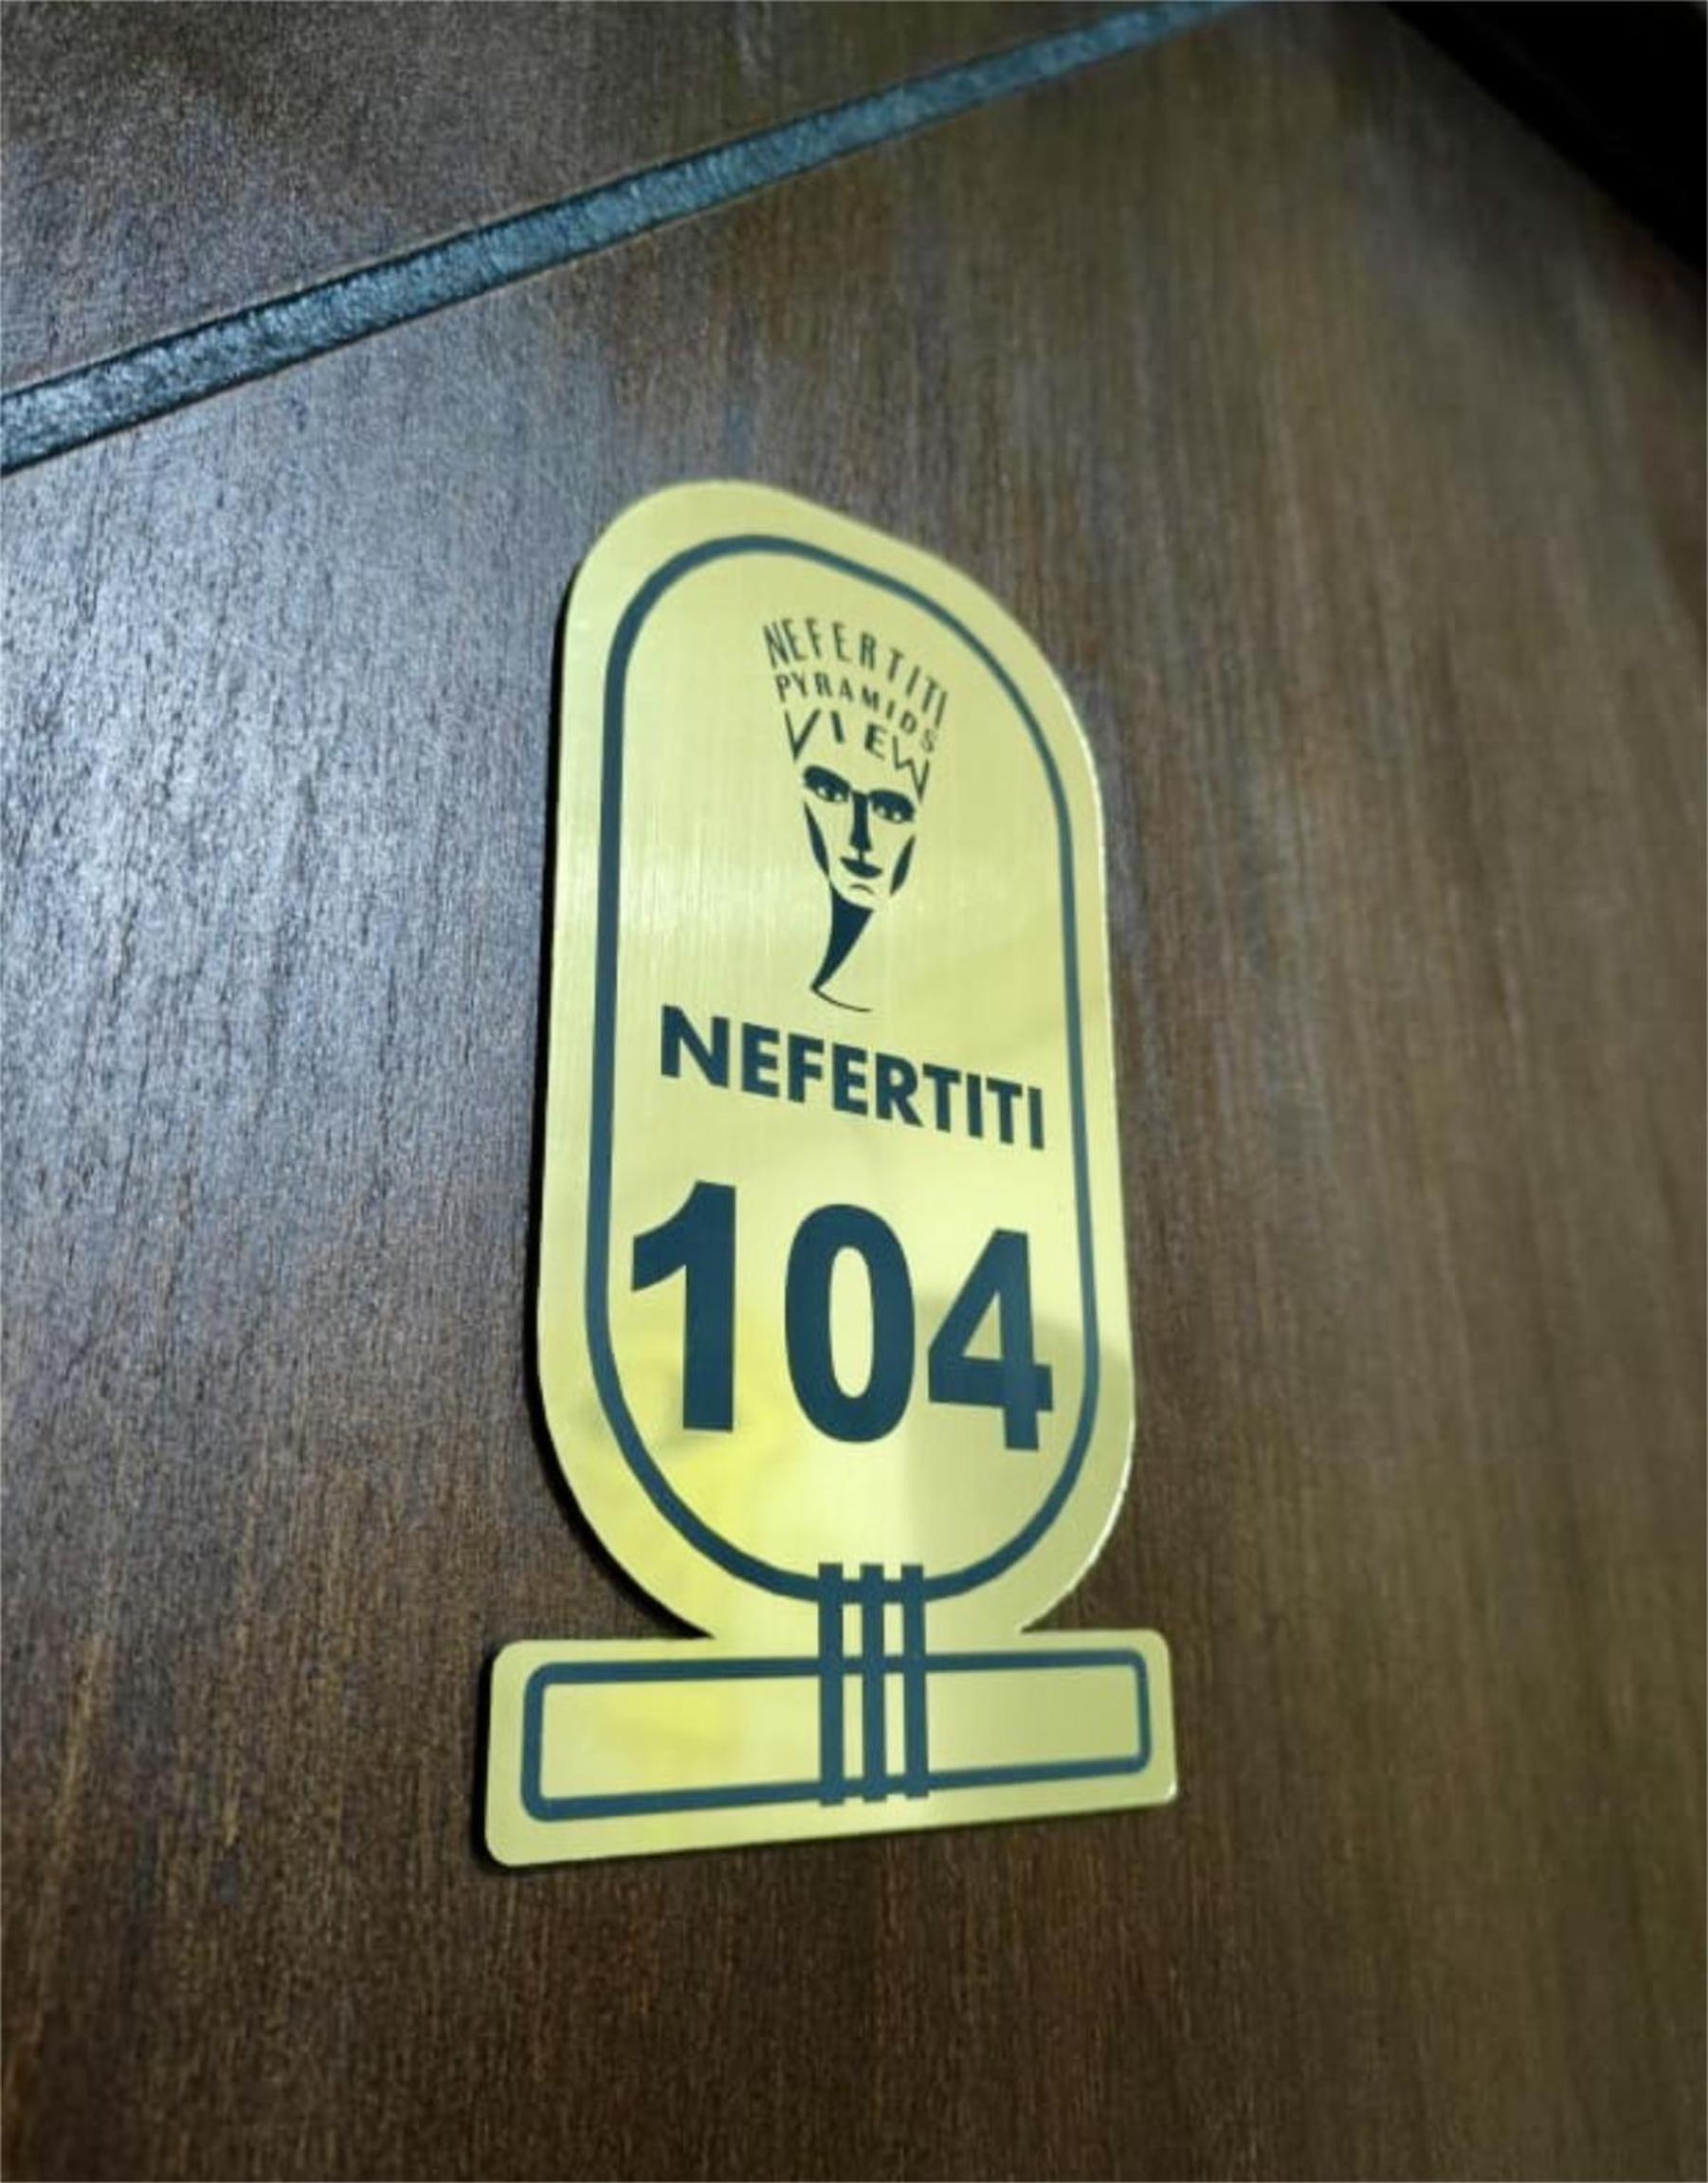 NEFERTITI
PYRAMIDS
VIEW
NEFERTITI
104